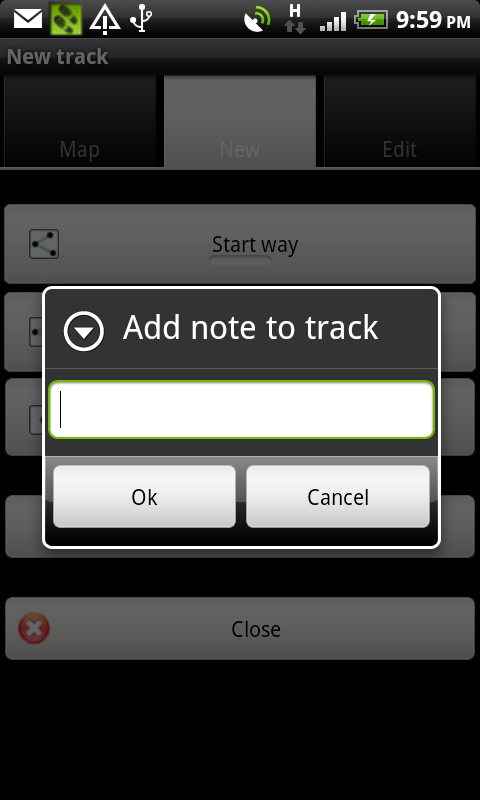 H
9:59 PM
New track
Map
New
Edit
Start way
Add note to track
Ok
Cancel
Close